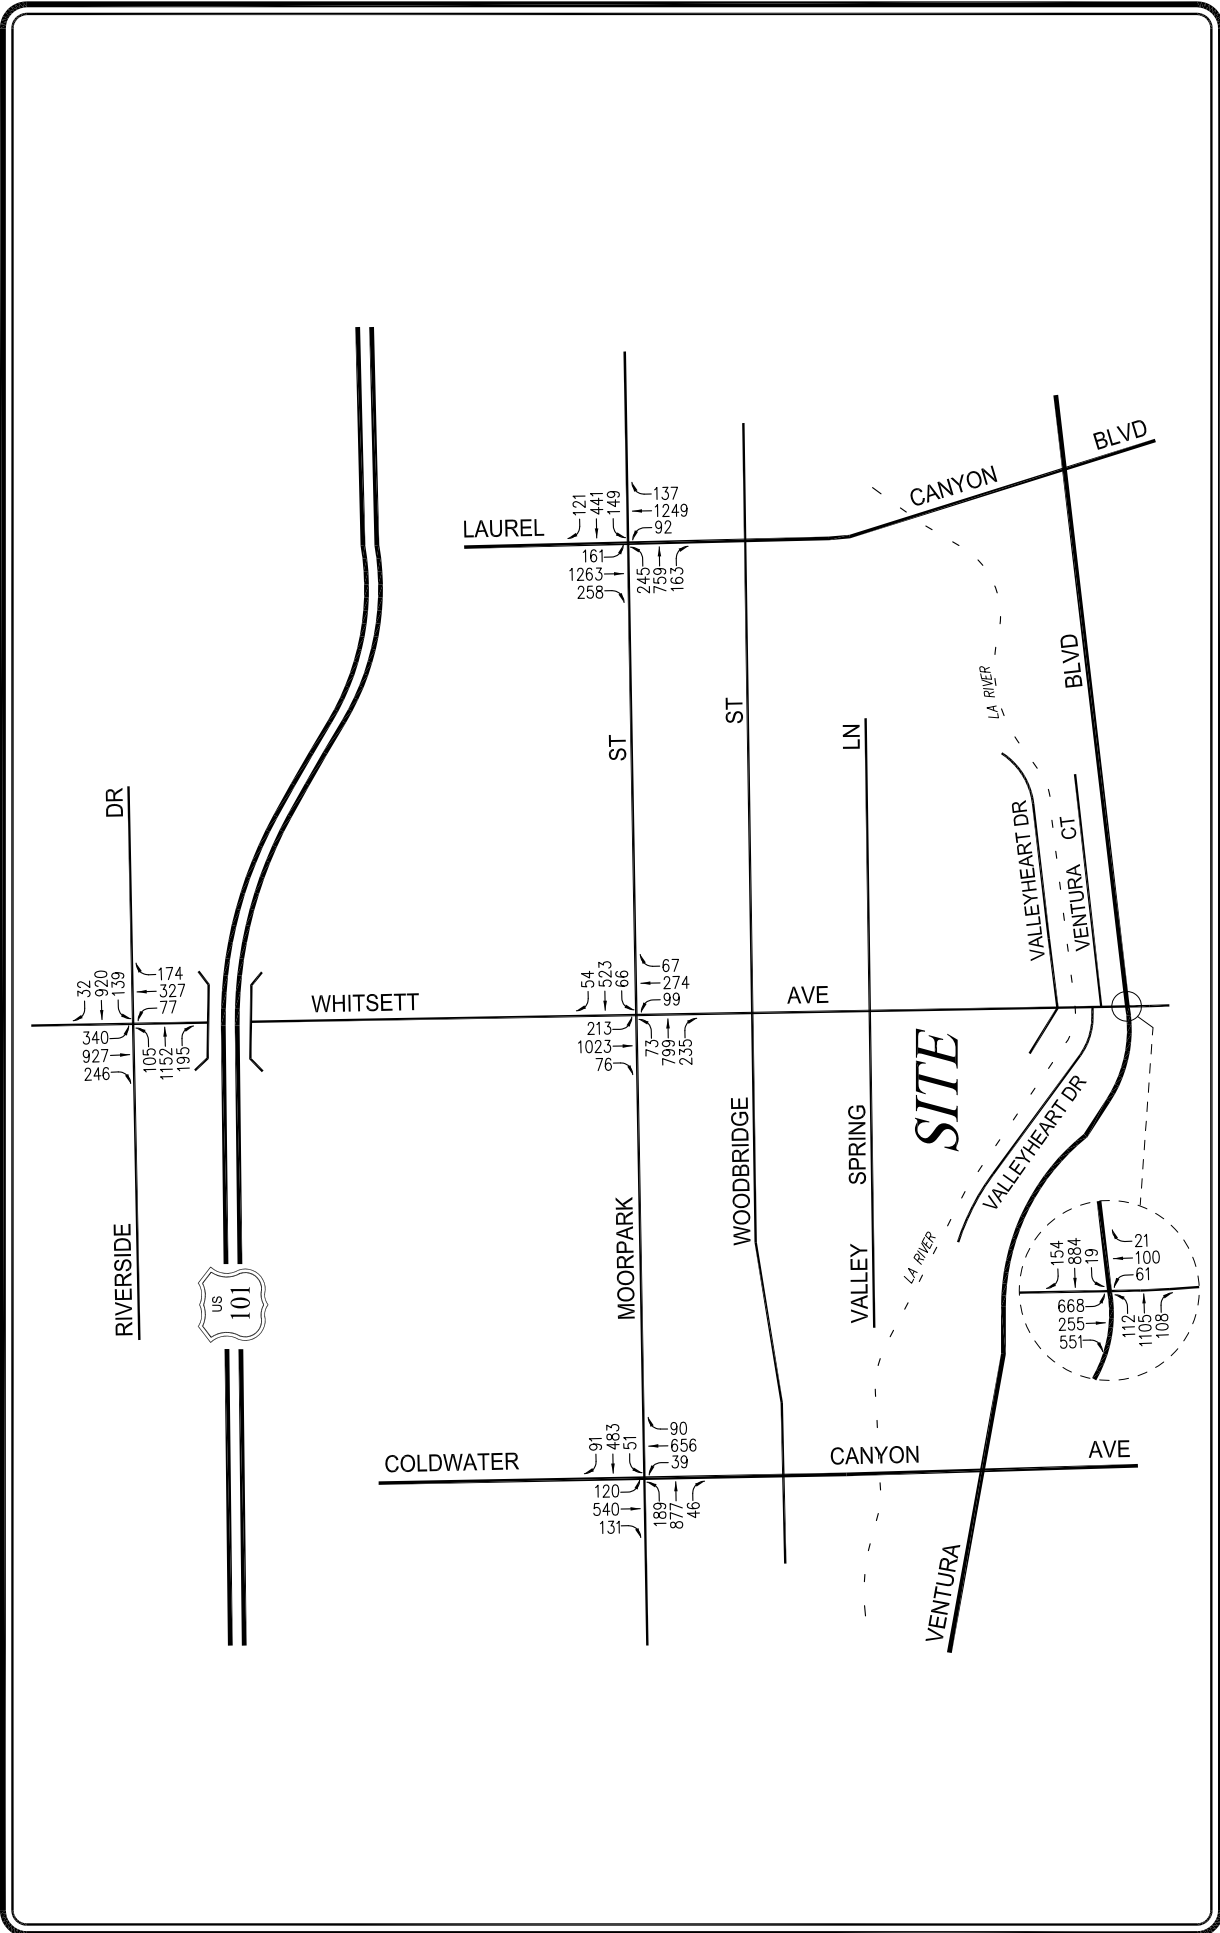 LAUREL
CANYON
BLVD
121
441
149
137
1249
92
161
1263
258
245
759
163
LA RIVER
BLVD
ST
ST
LN
DR
VALLEYHEART DR
VENTURA CT
32
920
139
174
327
77
340
927
246
105
1152
195
WHITSETT
AVE
54
523
66
67
274
99
213
1023
76
73
799
235
SITE
RIVERSIDE
US
101
MOORPARK
WOODBRIDGE
VALLEY SPRING
VALLEYHEART DR
LA RIVER
154
884
19
21
100
61
668
255
551
112
1105
108
COLDWATER
CANYON
AVE
91
483
51
90
656
39
120
540
131
189
877
46
VENTURA